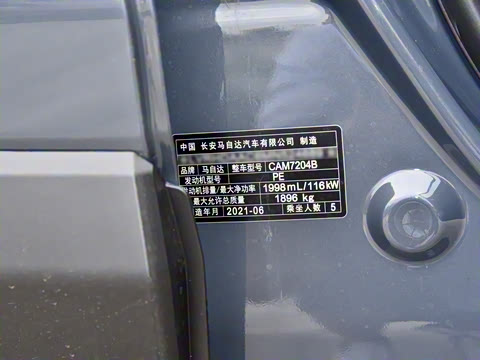 中国 长安马自达汽车有限公司 制造
品牌 马自达 整车型号 CAM7204B
发动机型号 PE
发动机排量/最大净功率 1998mL/116kW
最大允许总质量 1896 kg
造年月 2021-06 乘坐人数 5